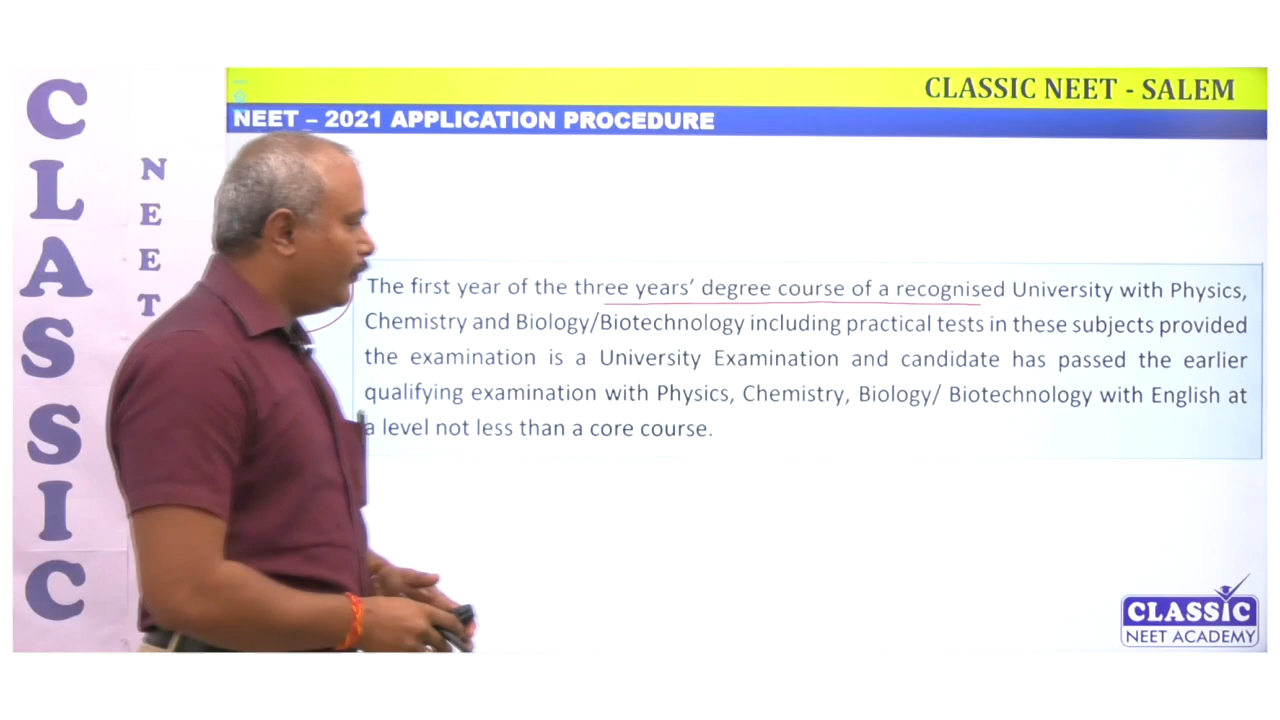 CLASSIC
NEET
CLASSIC NEET - SALEM
NEET – 2021 APPLICATION PROCEDURE
The first year of the three years’ degree course of a recognised University with Physics,
Chemistry and Biology/Biotechnology including practical tests in these subjects provided
the examination is a University Examination and candidate has passed the earlier
qualifying examination with Physics, Chemistry, Biology/ Biotechnology with English at
a level not less than a core course.
CLASSIC
NEET ACADEMY